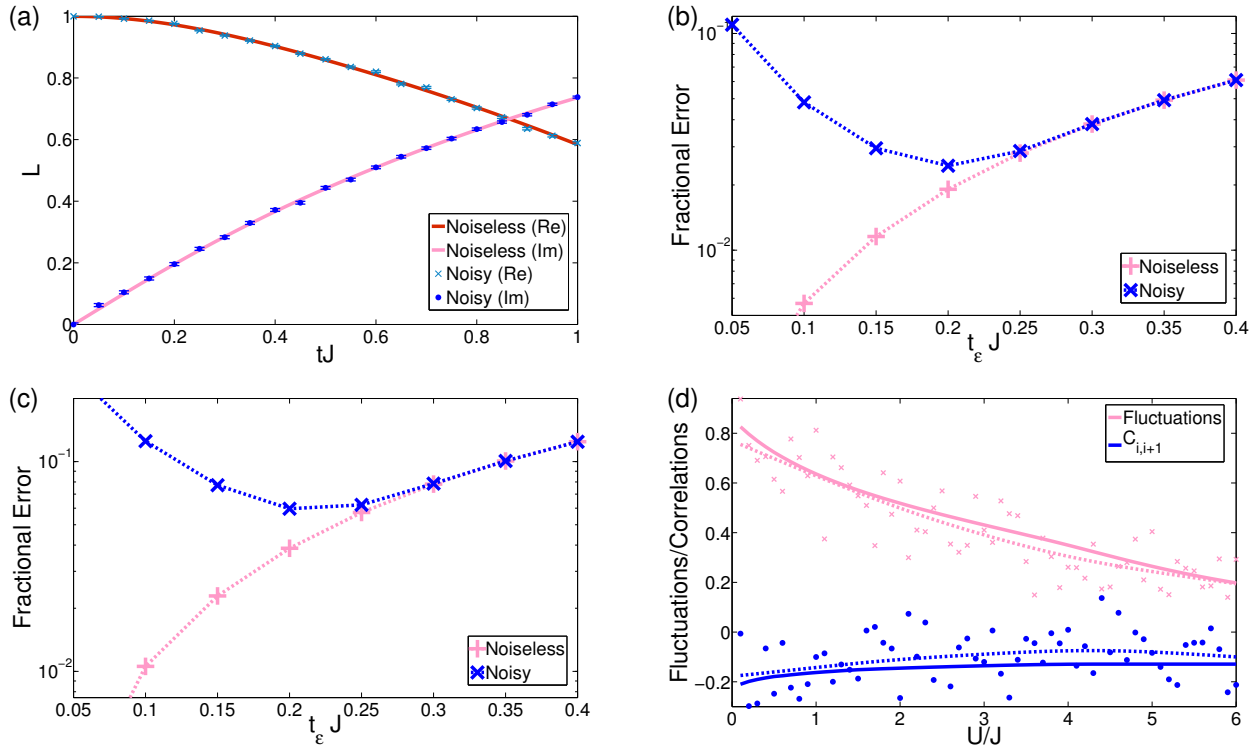 (a)
1
0.8
0.6
0.4
0.2
0
L
0 0.2 0.4 0.6 0.8 1
tJ
Noiseless (Re)
Noiseless (Im)
Noisy (Re)
Noisy (Im)
(b)
10⁻¹
10⁻²
Fractional Error
0.05 0.1 0.15 0.2 0.25 0.3 0.35 0.4
t_ε J
Noiseless
Noisy
(c)
10⁻¹
10⁻²
Fractional Error
0.05 0.1 0.15 0.2 0.25 0.3 0.35 0.4
t_ε J
Noiseless
Noisy
(d)
0.8
0.6
0.4
0.2
0
−0.2
Fluctuations/Correlations
0 1 2 3 4 5 6
U/J
Fluctuations
C_i,i+1